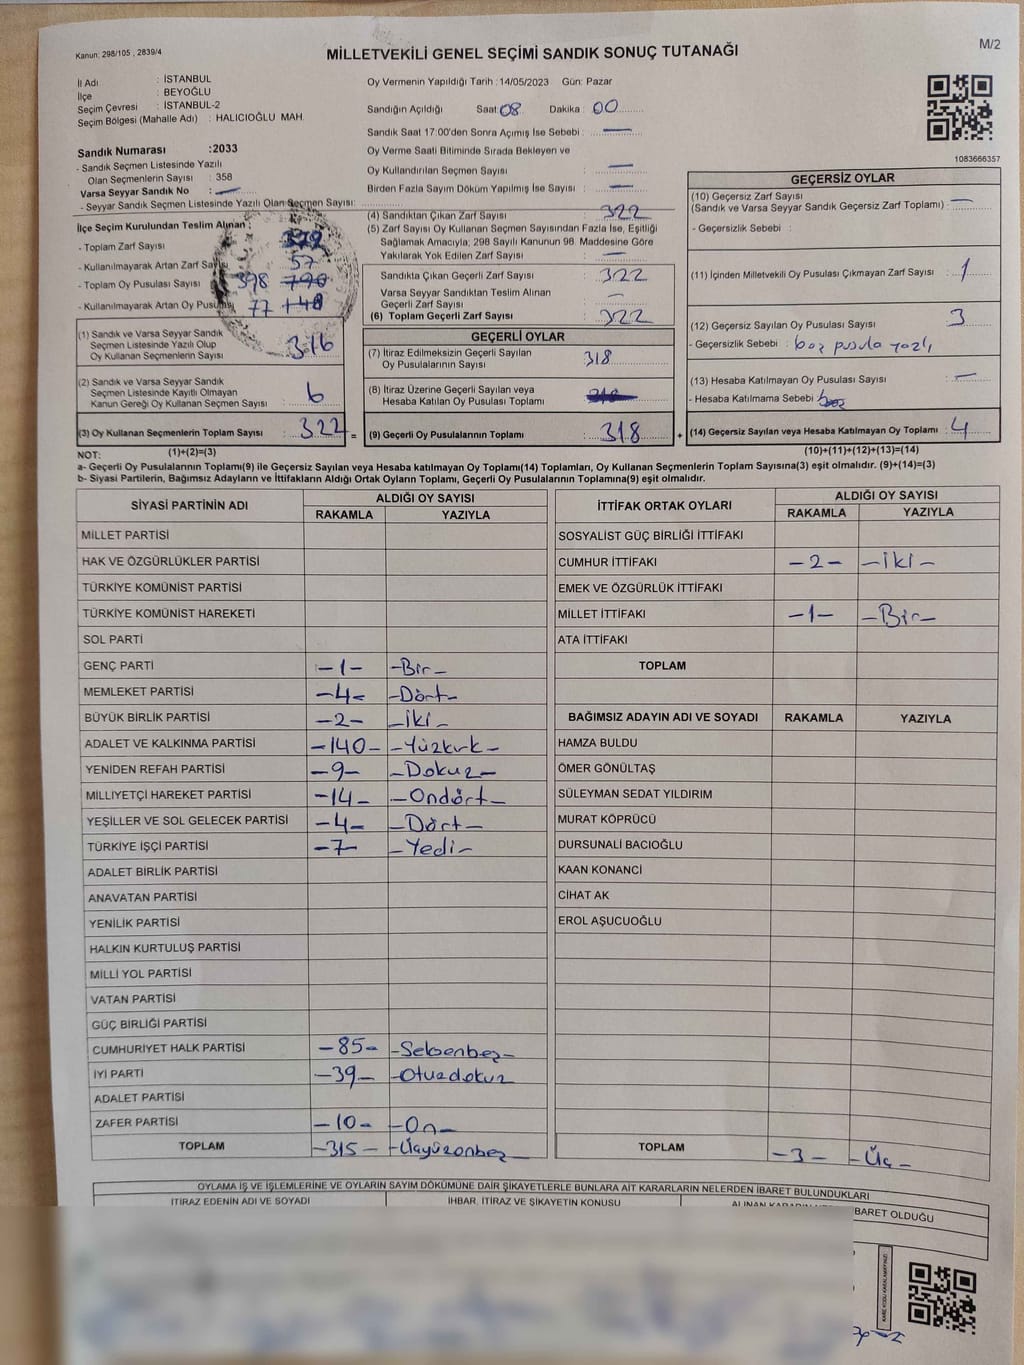 Kanun: 298/105 , 2839/4
MİLLETVEKİLİ GENEL SEÇİMİ SANDIK SONUÇ TUTANAĞI
M/2
İl Adı : İSTANBUL
İlçe : BEYOĞLU
Seçim Çevresi : İSTANBUL-2
Seçim Bölgesi (Mahalle Adı) : HALICIOĞLU MAH.
Sandık Numarası :2033
- Sandık Seçmen Listesinde Yazılı
Olan Seçmenlerin Sayısı : 358
Varsa Seyyar Sandık No : —
- Seyyar Sandık Seçmen Listesinde Yazılı Olan Seçmen Sayısı:
Oy Vermenin Yapıldığı Tarih :14/05/2023 Gün: Pazar
Sandığın Açıldığı Saat 08 Dakika : 00
Sandık Saat 17:00'den Sonra Açımış İse Sebebi : —
Oy Verme Saati Bitiminde Sırada Bekleyen ve
Oy Kullandırılan Seçmen Sayısı : —
Birden Fazla Sayım Döküm Yapılmış İse Sayısı : —
1083666357
İlçe Seçim Kurulundan Teslim Alınan ;
- Toplam Zarf Sayısı
- Kullanılmayarak Artan Zarf Sayısı 57
- Toplam Oy Pusulası Sayısı 398 790
- Kullanılmayarak Artan Oy Pusulası 77 148
(1) Sandık ve Varsa Seyyar Sandık
Seçmen Listesinde Yazılı Olup
Oy Kullanan Seçmenlerin Sayısı : 316
(2) Sandık ve Varsa Seyyar Sandık
Seçmen Listesinde Kayıtlı Olmayan
Kanun Gereği Oy Kullanan Seçmen Sayısı : 6
(3) Oy Kullanan Seçmenlerin Toplam Sayısı : 322 =
(1)+(2)=(3)
(4) Sandıktan Çıkan Zarf Sayısı : 322
(5) Zarf Sayısı Oy Kullanan Seçmen Sayısından Fazla İse, Eşitliği
Sağlamak Amacıyla, 298 Sayılı Kanunun 98. Maddesine Göre
Yakılarak Yok Edilen Zarf Sayısı : —
Sandıkta Çıkan Geçerli Zarf Sayısı : 322
Varsa Seyyar Sandıktan Teslim Alınan
Geçerli Zarf Sayısı : —
(6) Toplam Geçerli Zarf Sayısı : 322
GEÇERLİ OYLAR
(7) İtiraz Edilmeksizin Geçerli Sayılan
Oy Pusulalarının Sayısı : 318
(8) İtiraz Üzerine Geçerli Sayılan veya
Hesaba Katılan Oy Pusulası Toplamı :
(9) Geçerli Oy Pusulalarının Toplamı : 318 +
GEÇERSİZ OYLAR
(10) Geçersiz Zarf Sayısı : —
(Sandık ve Varsa Seyyar Sandık Geçersiz Zarf Toplamı)
- Geçersizlik Sebebi :
(11) İçinden Milletvekili Oy Pusulası Çıkmayan Zarf Sayısı : 1
(12) Geçersiz Sayılan Oy Pusulası Sayısı : 3
- Geçersizlik Sebebi : boş pusula yazılı
(13) Hesaba Katılmayan Oy Pusulası Sayısı : —
- Hesaba Katılmama Sebebi :
(14) Geçersiz Sayılan veya Hesaba Katılmayan Oy Toplamı : 4
(10)+(11)+(12)+(13)=(14)
NOT:
a- Geçerli Oy Pusulalarının Toplamı(9) ile Geçersiz Sayılan veya Hesaba katılmayan Oy Toplamı(14) Toplamları, Oy Kullanan Seçmenlerin Toplam Sayısına(3) eşit olmalıdır. (9)+(14)=(3)
b- Siyasi Partilerin, Bağımsız Adayların ve İttifakların Aldığı Ortak Oyların Toplamı, Geçerli Oy Pusulalarının Toplamına(9) eşit olmalıdır.
SİYASİ PARTİNİN ADI ALDIĞI OY SAYISI
RAKAMLA YAZIYLA
MİLLET PARTİSİ
HAK VE ÖZGÜRLÜKLER PARTİSİ
TÜRKİYE KOMÜNİST PARTİSİ
TÜRKİYE KOMÜNİST HAREKETİ
SOL PARTİ
GENÇ PARTİ -1- -Bir-
MEMLEKET PARTİSİ -4- -Dört-
BÜYÜK BİRLİK PARTİSİ -2- -İki-
ADALET VE KALKINMA PARTİSİ -140- -Yüzkırk-
YENİDEN REFAH PARTİSİ -9- -Dokuz-
MİLLİYETÇİ HAREKET PARTİSİ -14- -Ondört-
YEŞİLLER VE SOL GELECEK PARTİSİ -4- -Dört-
TÜRKİYE İŞÇİ PARTİSİ -7- -Yedi-
ADALET BİRLİK PARTİSİ
ANAVATAN PARTİSİ
YENİLİK PARTİSİ
HALKIN KURTULUŞ PARTİSİ
MİLLİ YOL PARTİSİ
VATAN PARTİSİ
GÜÇ BİRLİĞİ PARTİSİ
CUMHURİYET HALK PARTİSİ -85- -Seksenbeş-
İYİ PARTİ -39- -Otuzdokuz
ADALET PARTİSİ
ZAFER PARTİSİ -10- -On-
TOPLAM -315- -Üçyüzonbeş-
İTTİFAK ORTAK OYLARI ALDIĞI OY SAYISI
RAKAMLA YAZIYLA
SOSYALİST GÜÇ BİRLİĞİ İTTİFAKI
CUMHUR İTTİFAKI -2- -İki-
EMEK VE ÖZGÜRLÜK İTTİFAKI
MİLLET İTTİFAKI -1- -Bir-
ATA İTTİFAKI
TOPLAM
BAĞIMSIZ ADAYIN ADI VE SOYADI RAKAMLA YAZIYLA
HAMZA BULDU
ÖMER GÖNÜLTAŞ
SÜLEYMAN SEDAT YILDIRIM
MURAT KÖPRÜCÜ
DURSUNALİ BACIOĞLU
KAAN KONANCİ
CİHAT AK
EROL AŞUCUOĞLU
TOPLAM -3- -Üç-
OYLAMA İŞ VE İŞLEMLERİNE VE OYLARIN SAYIM DÖKÜMÜNE DAİR ŞİKAYETLERLE BUNLARA AİT KARARLARIN NELERDEN İBARET BULUNDUKLARI
İTİRAZ EDENİN ADI VE SOYADI İHBAR, İTİRAZ VE ŞİKAYETİN KONUSU
BARET OLDUĞU